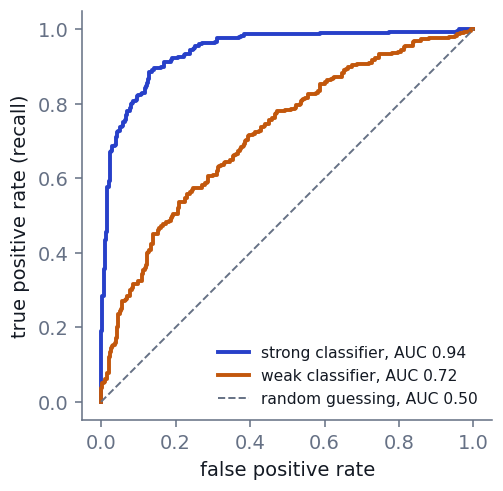 1.0
0.8
0.6
0.4
0.2
0.0
true positive rate (recall)
strong classifier, AUC 0.94
weak classifier, AUC 0.72
random guessing, AUC 0.50
0.0 0.2 0.4 0.6 0.8 1.0
false positive rate